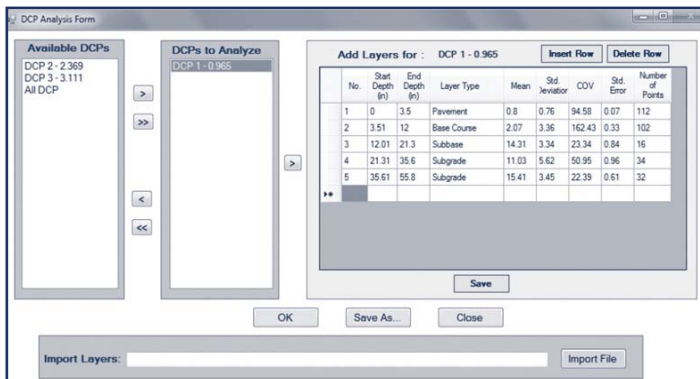 DCP Analysis Form
Available DCPs
DCP 2 - 2.369
DCP 3 - 3.111
All DCP
>
>>
<
<<
DCPs to Analyze
DCP 1 - 0.965
>
Add Layers for : DCP 1 - 0.965 Insert Row Delete Row
No. Start Depth (in) End Depth (in) Layer Type Mean Std. Deviation COV Std. Error Number of Points
1 0 3.5 Pavement 0.8 0.76 94.58 0.07 112
2 3.51 12 Base Course 2.07 3.36 162.43 0.33 102
3 12.01 21.3 Subbase 14.31 3.34 23.34 0.84 16
4 21.31 35.6 Subgrade 11.03 5.62 50.95 0.96 34
5 35.61 55.8 Subgrade 15.41 3.45 22.39 0.61 32
Save
OK Save As... Close
Import Layers: Import File